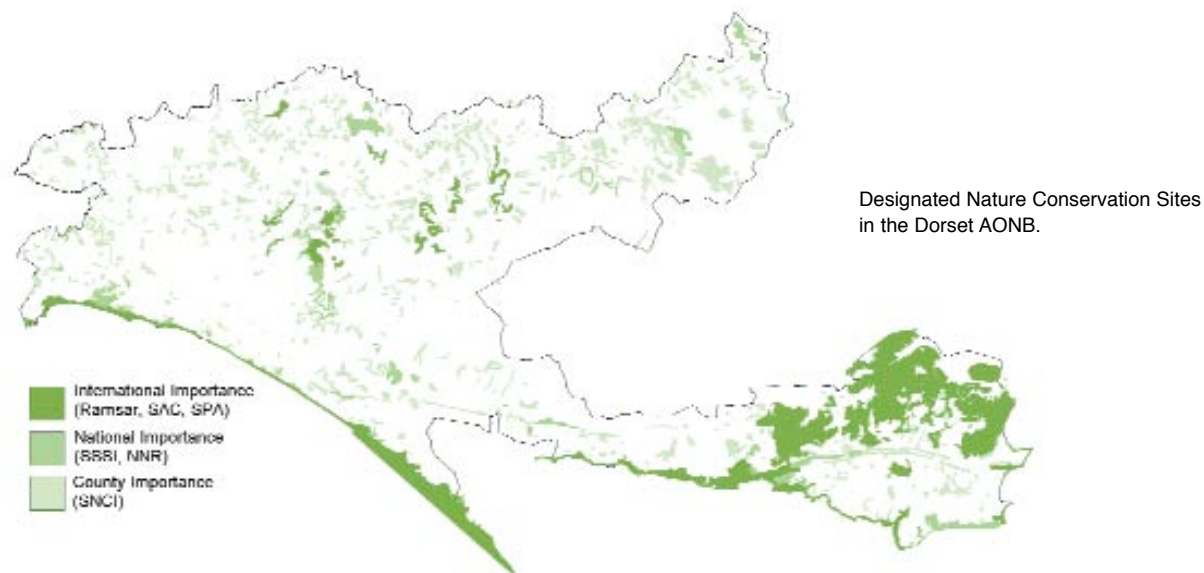 Designated Nature Conservation Sites
in the Dorset AONB.
International Importance
(Ramsar, SAC, SPA)
National Importance
(SSSI, NNR)
County Importance
(SNCI)